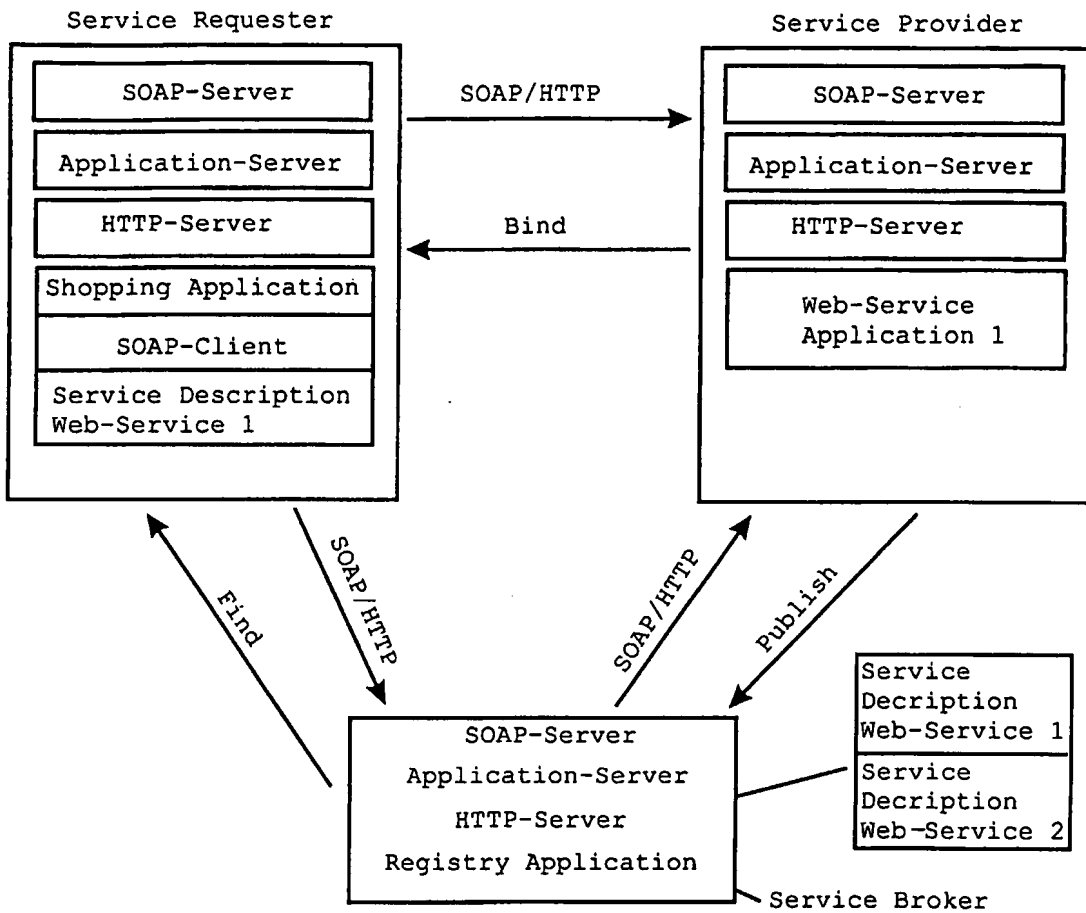 Service Requester
SOAP-Server
Application-Server
HTTP-Server
Shopping Application
SOAP-Client
Service Description
Web-Service 1
SOAP/HTTP
Bind
Service Provider
SOAP-Server
Application-Server
HTTP-Server
Web-Service
Application 1
Find
SOAP/HTTP
SOAP/HTTP
Publish
SOAP-Server
Application-Server
HTTP-Server
Registry Application
Service
Decription
Web-Service 1
Service
Decription
Web-Service 2
Service Broker